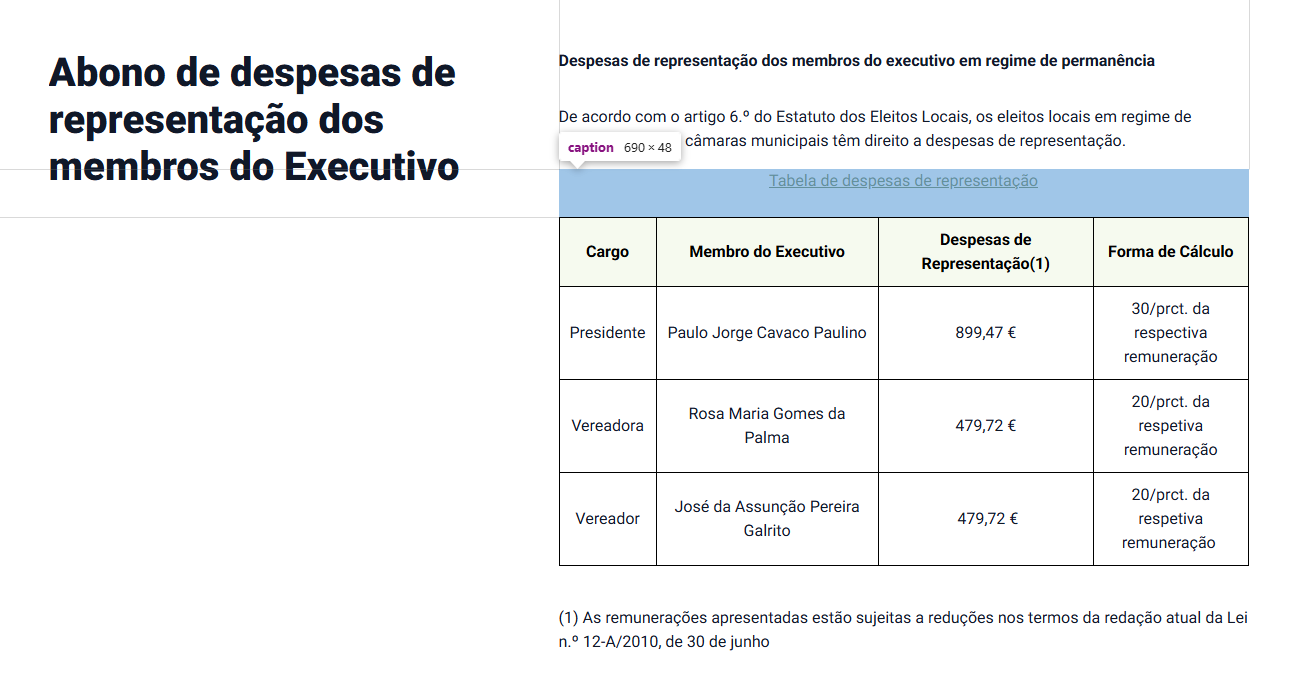 Abono de despesas de
representação dos
membros do Executivo
Despesas de representação dos membros do executivo em regime de permanência
De acordo com o artigo 6.º do Estatuto dos Eleitos Locais, os eleitos locais em regime de
câmaras municipais têm direito a despesas de representação.
caption 690 × 48
Tabela de despesas de representação
Cargo
Membro do Executivo
Despesas de
Representação(1)
Forma de Cálculo
Presidente
Paulo Jorge Cavaco Paulino
899,47 €
30/prct. da
respectiva
remuneração
Vereadora
Rosa Maria Gomes da
Palma
479,72 €
20/prct. da
respetiva
remuneração
Vereador
José da Assunção Pereira
Galrito
479,72 €
20/prct. da
respetiva
remuneração
(1) As remunerações apresentadas estão sujeitas a reduções nos termos da redação atual da Lei
n.º 12-A/2010, de 30 de junho